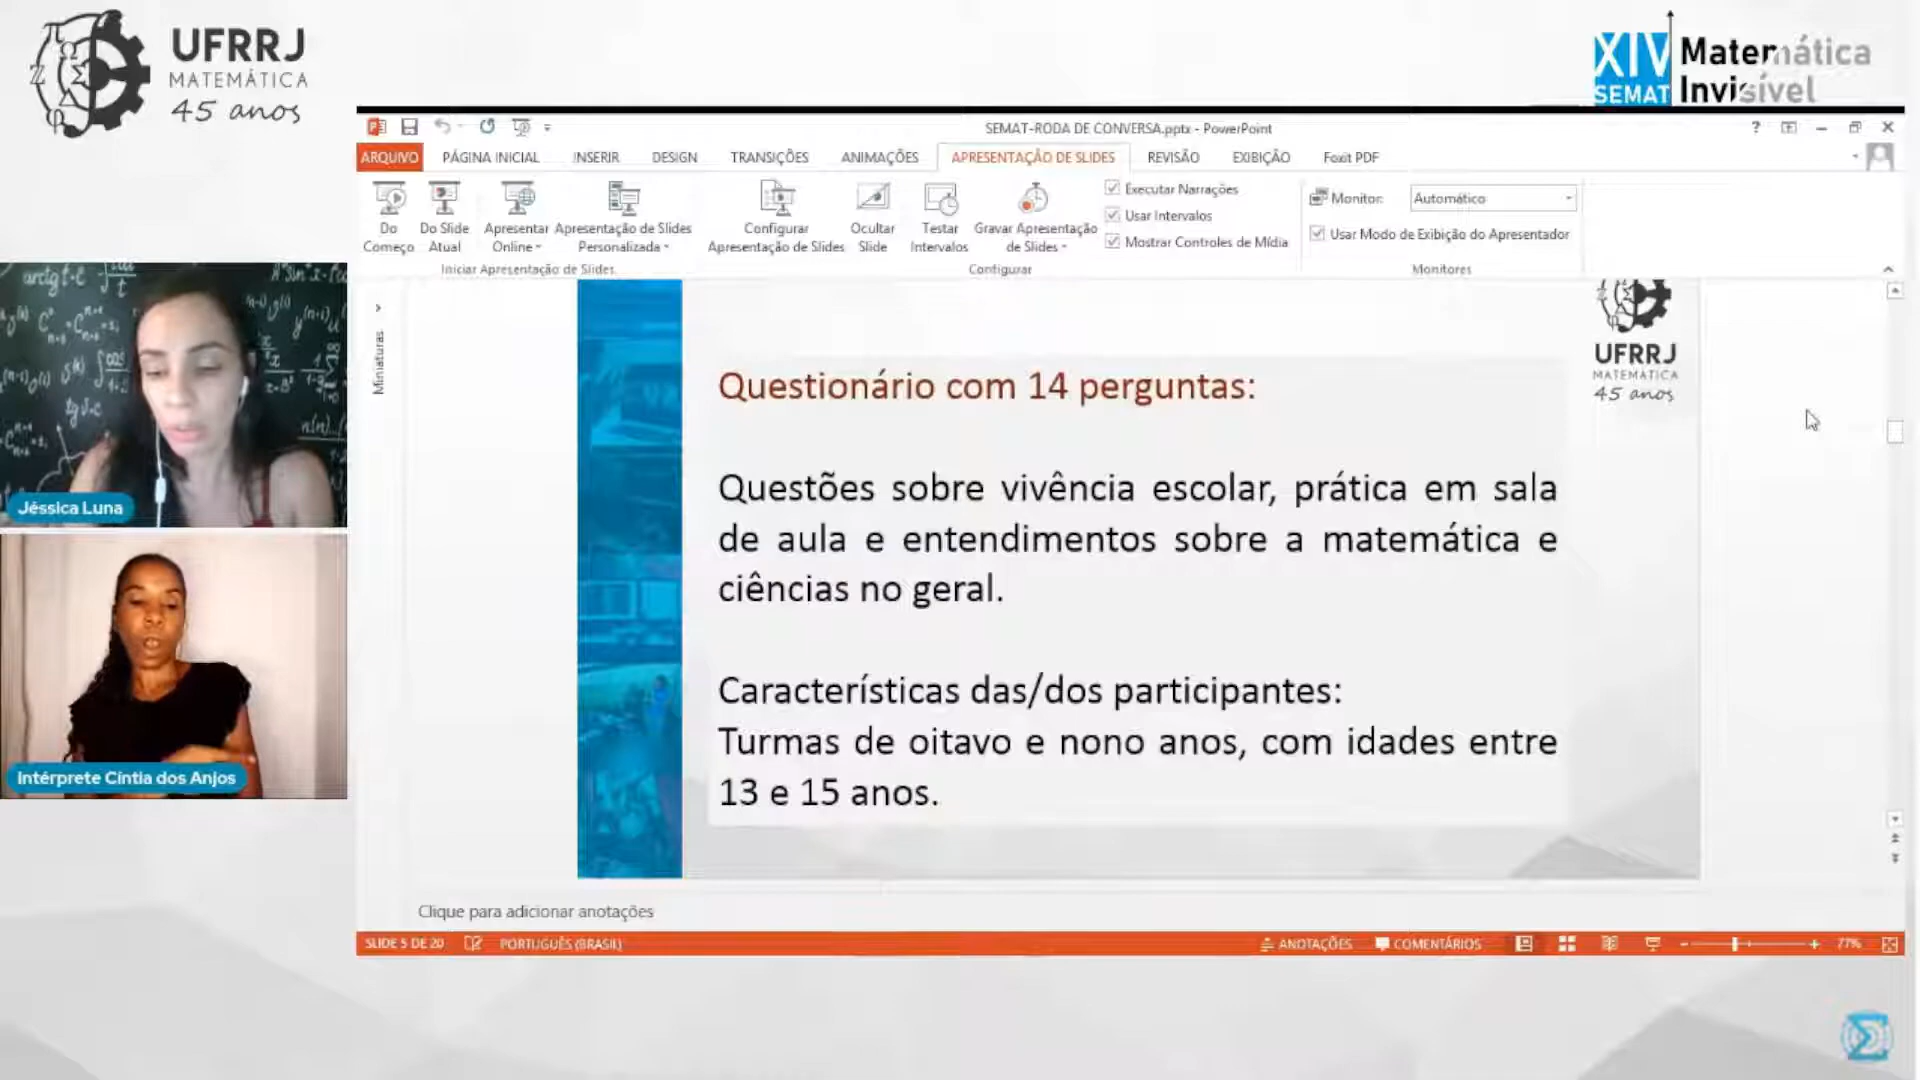 UFRRJ
MATEMÁTICA
45 anos
XIV
SEMAT
Matemática
Invisível
SEMAT-RODA DE CONVERSA.pptx - PowerPoint
ARQUIVO
PÁGINA INICIAL
INSERIR
DESIGN
TRANSIÇÕES
ANIMAÇÕES
APRESENTAÇÃO DE SLIDES
REVISÃO
EXIBIÇÃO
Foxit PDF
Do
Começo
Do Slide
Atual
Apresentar
Online
Apresentação de Slides
Personalizada
Configurar
Apresentação de Slides
Ocultar
Slide
Testar
Intervalos
Gravar Apresentação
de Slides
Executar Narrações
Usar Intervalos
Mostrar Controles de Mídia
Monitor:
Automático
Usar Modo de Exibição do Apresentador
Iniciar Apresentação de Slides
Configurar
Monitores
Miniaturas
UFRRJ
MATEMÁTICA
45 anos
Questionário com 14 perguntas:
Questões sobre vivência escolar, prática em sala
de aula e entendimentos sobre a matemática e
ciências no geral.
Características das/dos participantes:
Turmas de oitavo e nono anos, com idades entre
13 e 15 anos.
Jéssica Luna
Intérprete Cíntia dos Anjos
Clique para adicionar anotações
SLIDE 5 DE 20
PORTUGUÊS (BRASIL)
ANOTAÇÕES
COMENTÁRIOS
77%